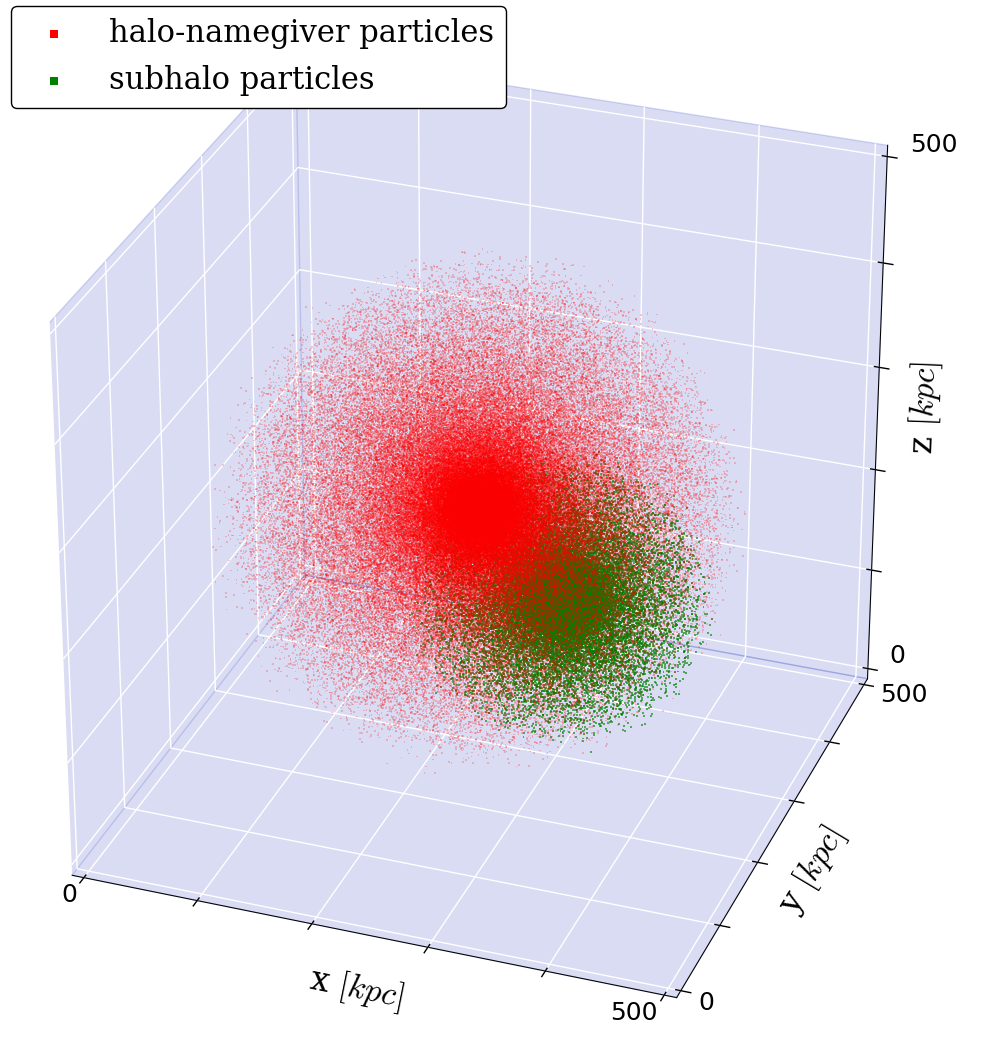 halo-namegiver particles
subhalo particles
500
z [kpc]
0
500
y [kpc]
0
0
x [kpc]
500